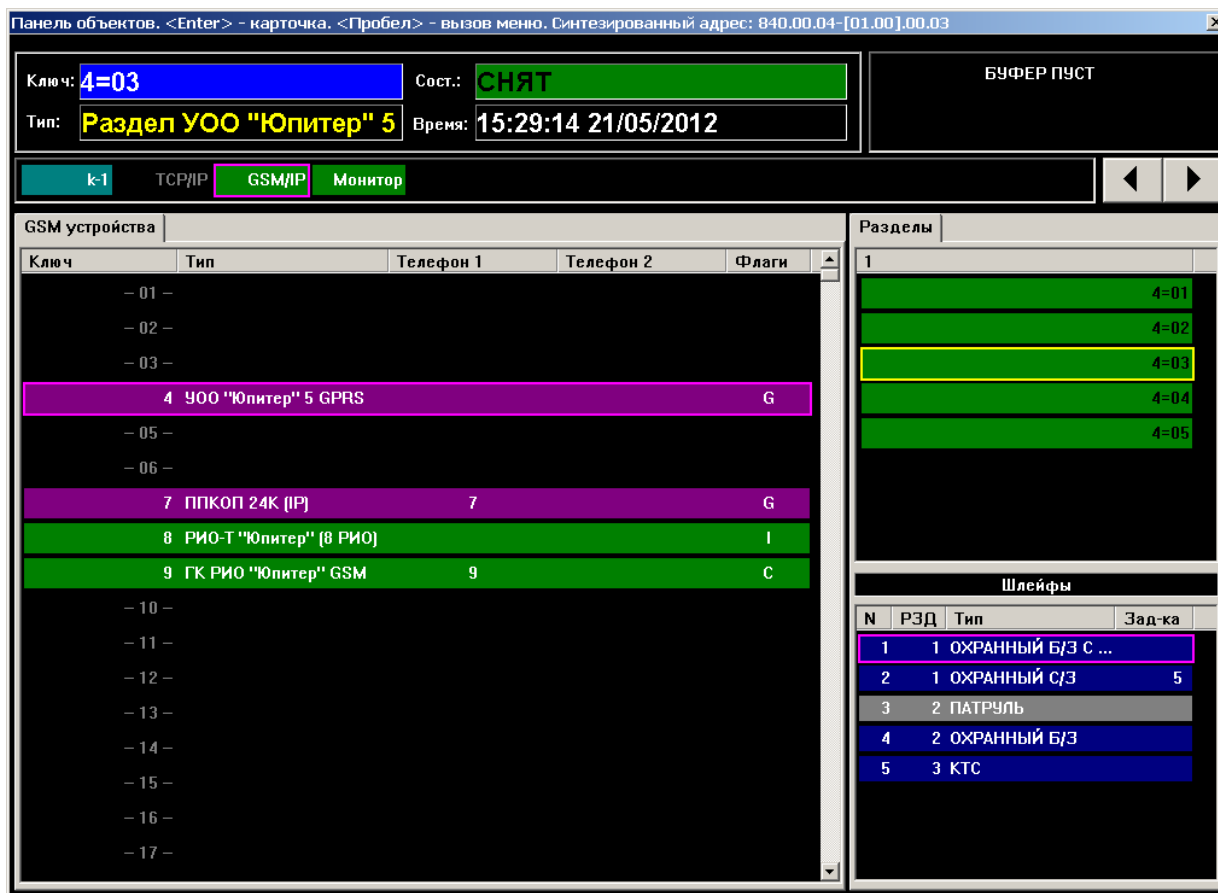 Панель объектов. <Enter> - карточка. <Пробел> - вызов меню. Синтезированный адрес: 840.00.04-[01.00].00.03
Ключ: 4=03 Сост.: СНЯТ
Тип: Раздел УОО "Юпитер" 5 Время: 15:29:14 21/05/2012
БУФЕР ПУСТ
k-1 TCP/IP GSM/IP Монитор
GSM устройства
Ключ Тип Телефон 1 Телефон 2 Флаги
– 01 –
– 02 –
– 03 –
4 УОО "Юпитер" 5 GPRS G
– 05 –
– 06 –
7 ППКОП 24K (IP) 7 G
8 РИО-Т "Юпитер" (8 РИО) I
9 ГК РИО "Юпитер" GSM 9 C
– 10 –
– 11 –
– 12 –
– 13 –
– 14 –
– 15 –
– 16 –
– 17 –
Разделы
1
4=01
4=02
4=03
4=04
4=05
Шлейфы
N РЗД Тип Зад-ка
1 1 ОХРАННЫЙ Б/З С ...
2 1 ОХРАННЫЙ С/З 5
3 2 ПАТРУЛЬ
4 2 ОХРАННЫЙ Б/З
5 3 КТС